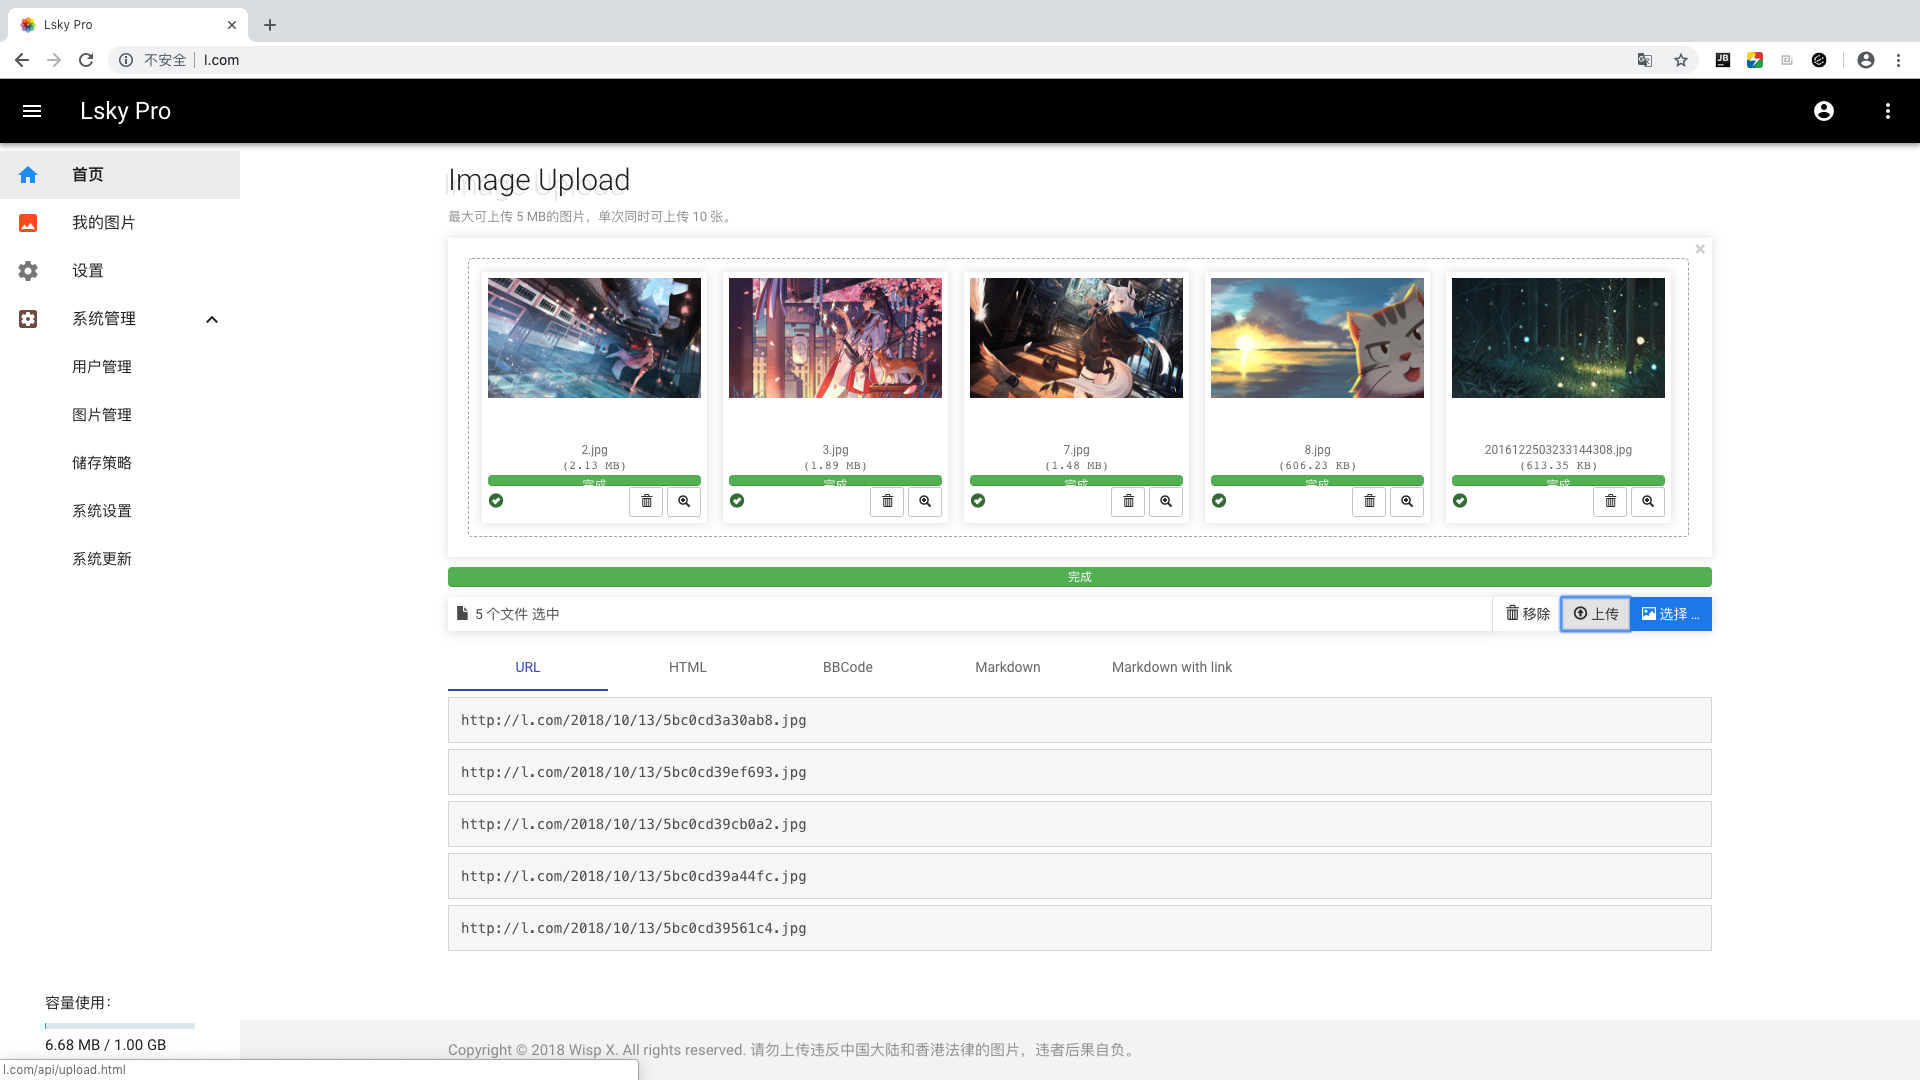 Lsky Pro
不安全 l.com
Lsky Pro
首页
我的图片
设置
系统管理
用户管理
图片管理
储存策略
系统设置
系统更新
容量使用：
6.68 MB / 1.00 GB
Image Upload
最大可上传 5 MB的图片，单次同时可上传 10 张。
2.jpg
(2.13 MB)
完成
3.jpg
(1.89 MB)
完成
7.jpg
(1.48 MB)
完成
8.jpg
(606.23 KB)
完成
2016122503233144308.jpg
(613.35 KB)
完成
完成
5 个文件 选中
移除 上传 选择 ...
URL HTML BBCode Markdown Markdown with link
http://l.com/2018/10/13/5bc0cd3a30ab8.jpg
http://l.com/2018/10/13/5bc0cd39ef693.jpg
http://l.com/2018/10/13/5bc0cd39cb0a2.jpg
http://l.com/2018/10/13/5bc0cd39a44fc.jpg
http://l.com/2018/10/13/5bc0cd39561c4.jpg
Copyright © 2018 Wisp X. All rights reserved. 请勿上传违反中国大陆和香港法律的图片，违者后果自负。
l.com/api/upload.html